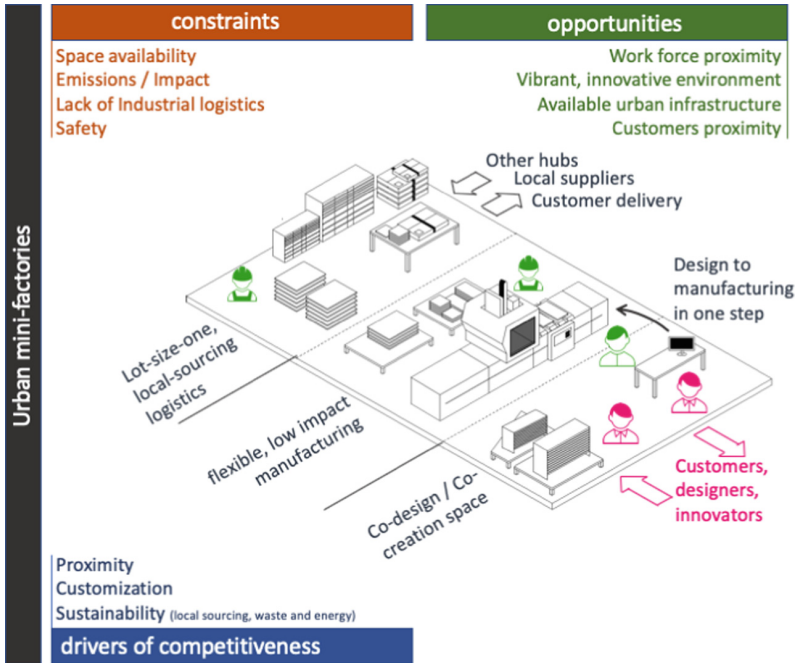 Urban mini-factories
constraints
Space availability
Emissions / Impact
Lack of Industrial logistics
Safety
opportunities
Work force proximity
Vibrant, innovative environment
Available urban infrastructure
Customers proximity
Other hubs
Local suppliers
Customer delivery
Design to
manufacturing
in one step
Lot-size-one,
local-sourcing
logistics
flexible, low impact
manufacturing
Co-design / Co-
creation space
Customers,
designers,
innovators
Proximity
Customization
Sustainability (local sourcing, waste and energy)
drivers of competitiveness